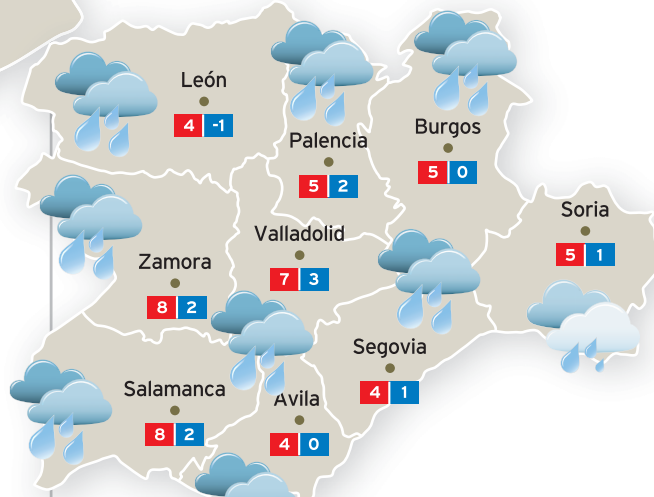 León
4 -1
Palencia
5 2
Burgos
5 0
Soria
5 1
Valladolid
7 3
Zamora
8 2
Segovia
4 1
Salamanca
8 2
Avila
4 0